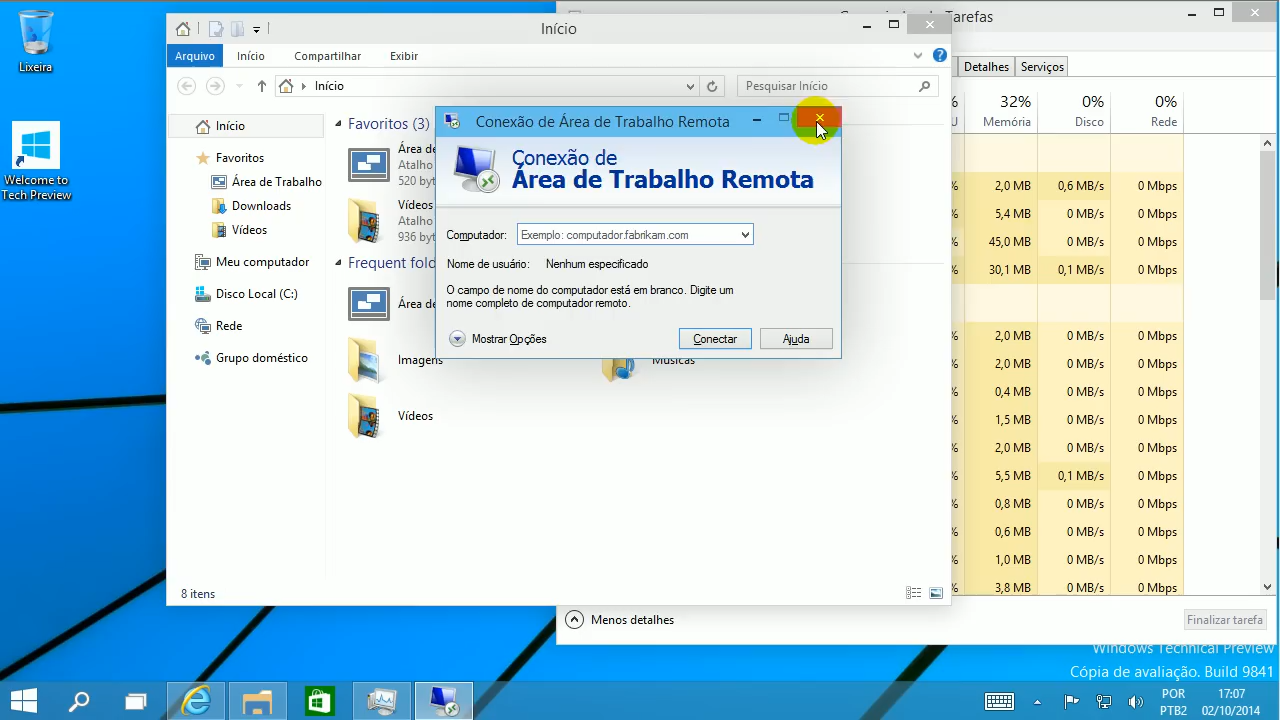 Lixeira
Welcome to
Tech Preview
Início
Arquivo
Início
Compartilhar
Exibir
Início
Pesquisar Início
Início
Favoritos
Área de Trabalho
Downloads
Vídeos
Meu computador
Disco Local (C:)
Rede
Grupo doméstico
Favoritos (3)
Área de
Atalho
520 byt
Vídeos
Atalho
936 byt
Frequent fold
Área de
Imagens
Músicas
Vídeos
8 itens
Conexão de Área de Trabalho Remota
Conexão de
Área de Trabalho Remota
Computador:
Exemplo: computador.fabrikam.com
Nome de usuário:
Nenhum especificado
O campo de nome do computador está em branco. Digite um
nome completo de computador remoto.
Mostrar Opções
Conectar
Ajuda
Tarefas
Detalhes
Serviços
% 32% 0% 0%
U Memória Disco Rede
% 2,0 MB 0,6 MB/s 0 Mbps
% 5,4 MB 0 MB/s 0 Mbps
% 45,0 MB 0 MB/s 0 Mbps
% 30,1 MB 0,1 MB/s 0 Mbps
% 2,0 MB 0 MB/s 0 Mbps
% 2,0 MB 0 MB/s 0 Mbps
% 0,4 MB 0 MB/s 0 Mbps
% 1,5 MB 0 MB/s 0 Mbps
% 2,0 MB 0 MB/s 0 Mbps
% 5,5 MB 0,1 MB/s 0 Mbps
% 0,8 MB 0 MB/s 0 Mbps
% 0,6 MB 0 MB/s 0 Mbps
% 1,0 MB 0 MB/s 0 Mbps
% 3,8 MB 0 MB/s 0 Mbps
Menos detalhes
Finalizar tarefa
Windows Technical Preview
Cópia de avaliação. Build 9841
POR
PTB2
17:07
02/10/2014